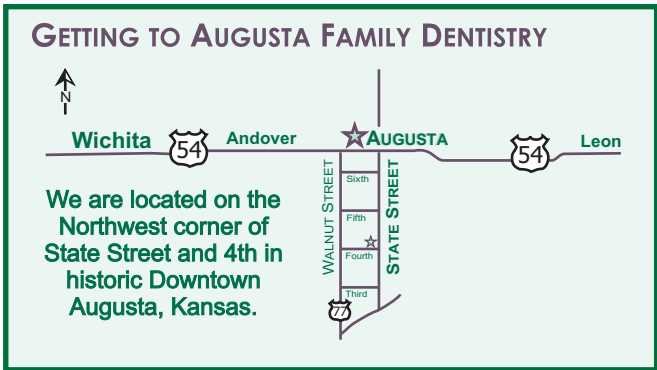 GETTING TO AUGUSTA FAMILY DENTISTRY
N
Wichita
54
Andover
AUGUSTA
54
Leon
We are located on the
Northwest corner of
State Street and 4th in
historic Downtown
Augusta, Kansas.
WALNUT STREET
Sixth
Fifth
Fourth
Third
STATE STREET
77